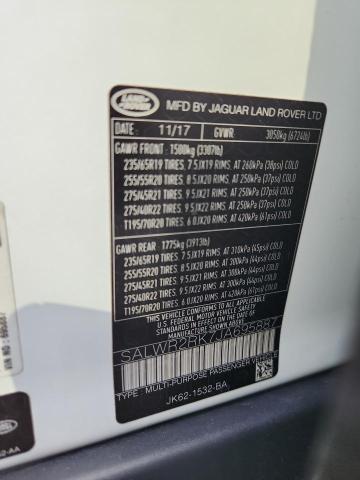 LAND ROVER
MFD BY JAGUAR LAND ROVER LTD
DATE: 11/17 GVWR: 3050kg (6724lb)
GAWR FRONT : 1500kg (3307lb)
235/65R19 TIRES, 7.5JX19 RIMS, AT 260kPa (38psi) COLD
255/55R20 TIRES, 8.5JX20 RIMS, AT 250kPa (37psi) COLD
275/45R21 TIRES, 9.5JX21 RIMS, AT 250kPa (37psi) COLD
275/40R22 TIRES, 9.5JX22 RIMS, AT 250kPa (37psi) COLD
T195/70R20 TIRES, 6.0JX20 RIMS, AT 420kPa (61psi) COLD
GAWR REAR : 1775kg (3913lb)
235/65R19 TIRES, 7.5JX19 RIMS, AT 310kPa (45psi) COLD
255/55R20 TIRES, 8.5JX20 RIMS, AT 300kPa (44psi) COLD
275/45R21 TIRES, 9.5JX21 RIMS, AT 300kPa (44psi) COLD
275/40R22 TIRES, 9.5JX22 RIMS, AT 300kPa (44psi) COLD
T195/70R20 TIRES, 6.0JX20 RIMS, AT 420kPa (61psi) COLD
THIS VEHICLE CONFORMS TO ALL APPLICABLE
FEDERAL MOTOR VEHICLE SAFETY AND THEFT
PREVENTION STANDARDS IN EFFECT ON THE DATE
OF MANUFACTURE SHOWN ABOVE.
SALWR2RK7JA695887
TYPE: MULTI-PURPOSE PASSENGER VEHICLE
JK62-1532-BA